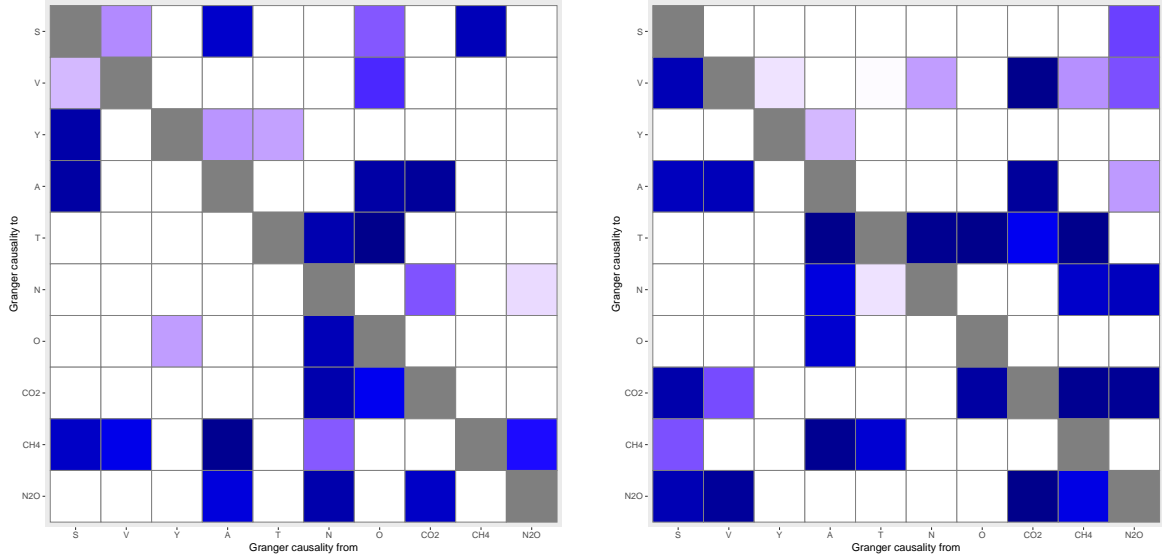 S
V
Y
A
T
N
O
CO2
CH4
N2O
Granger causality to
S V Y A T N O CO2 CH4 N2O
Granger causality from
S
V
Y
A
T
N
O
CO2
CH4
N2O
Granger causality to
S V Y A T N O CO2 CH4 N2O
Granger causality from